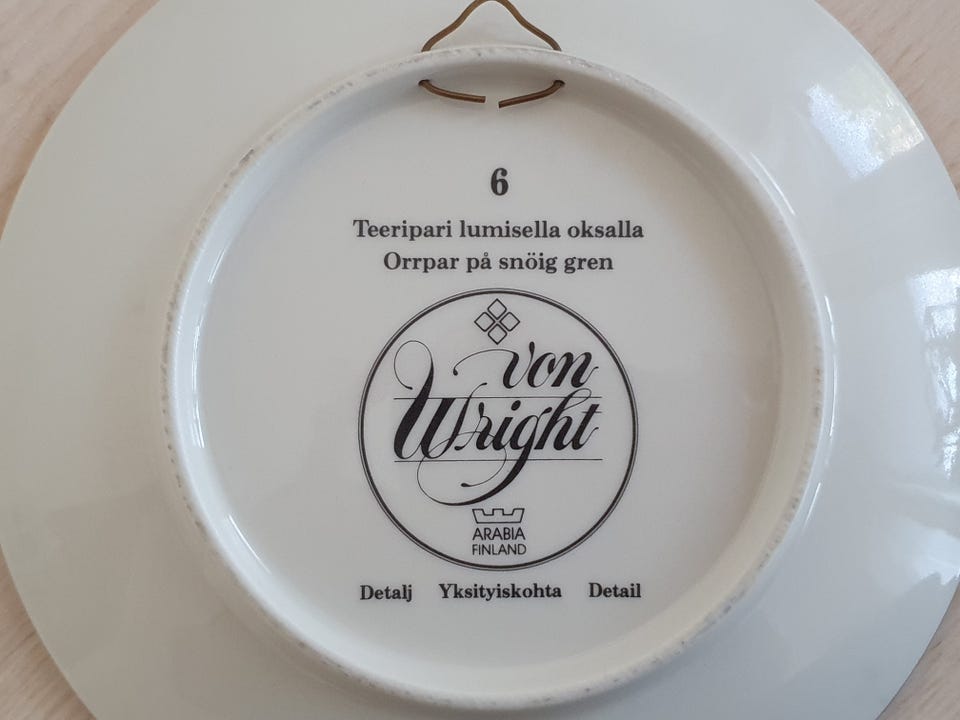 6
Teeripari lumisella oksalla
Orrpar på snöig gren
von
Wright
ARABIA
FINLAND
Detalj Yksityiskohta Detail